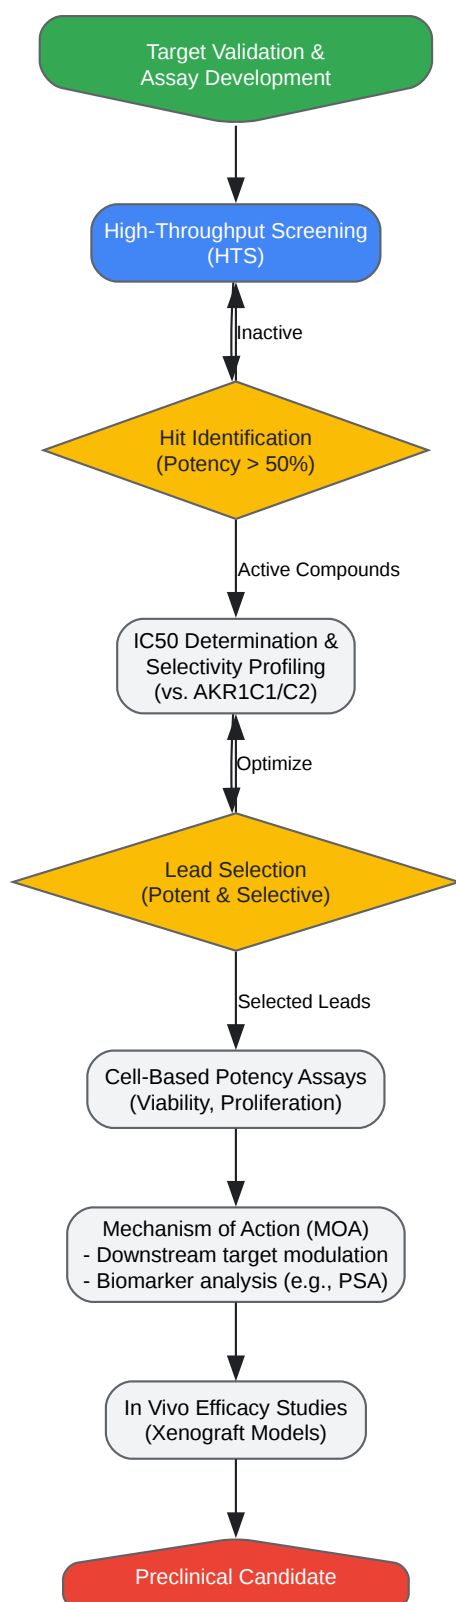 Target Validation &
Assay Development
High-Throughput Screening
(HTS)
Inactive
Hit Identification
(Potency > 50%)
Active Compounds
IC50 Determination &
Selectivity Profiling
(vs. AKR1C1/C2)
Optimize
Lead Selection
(Potent & Selective)
Selected Leads
Cell-Based Potency Assays
(Viability, Proliferation)
Mechanism of Action (MOA)
- Downstream target modulation
- Biomarker analysis (e.g., PSA)
In Vivo Efficacy Studies
(Xenograft Models)
Preclinical Candidate